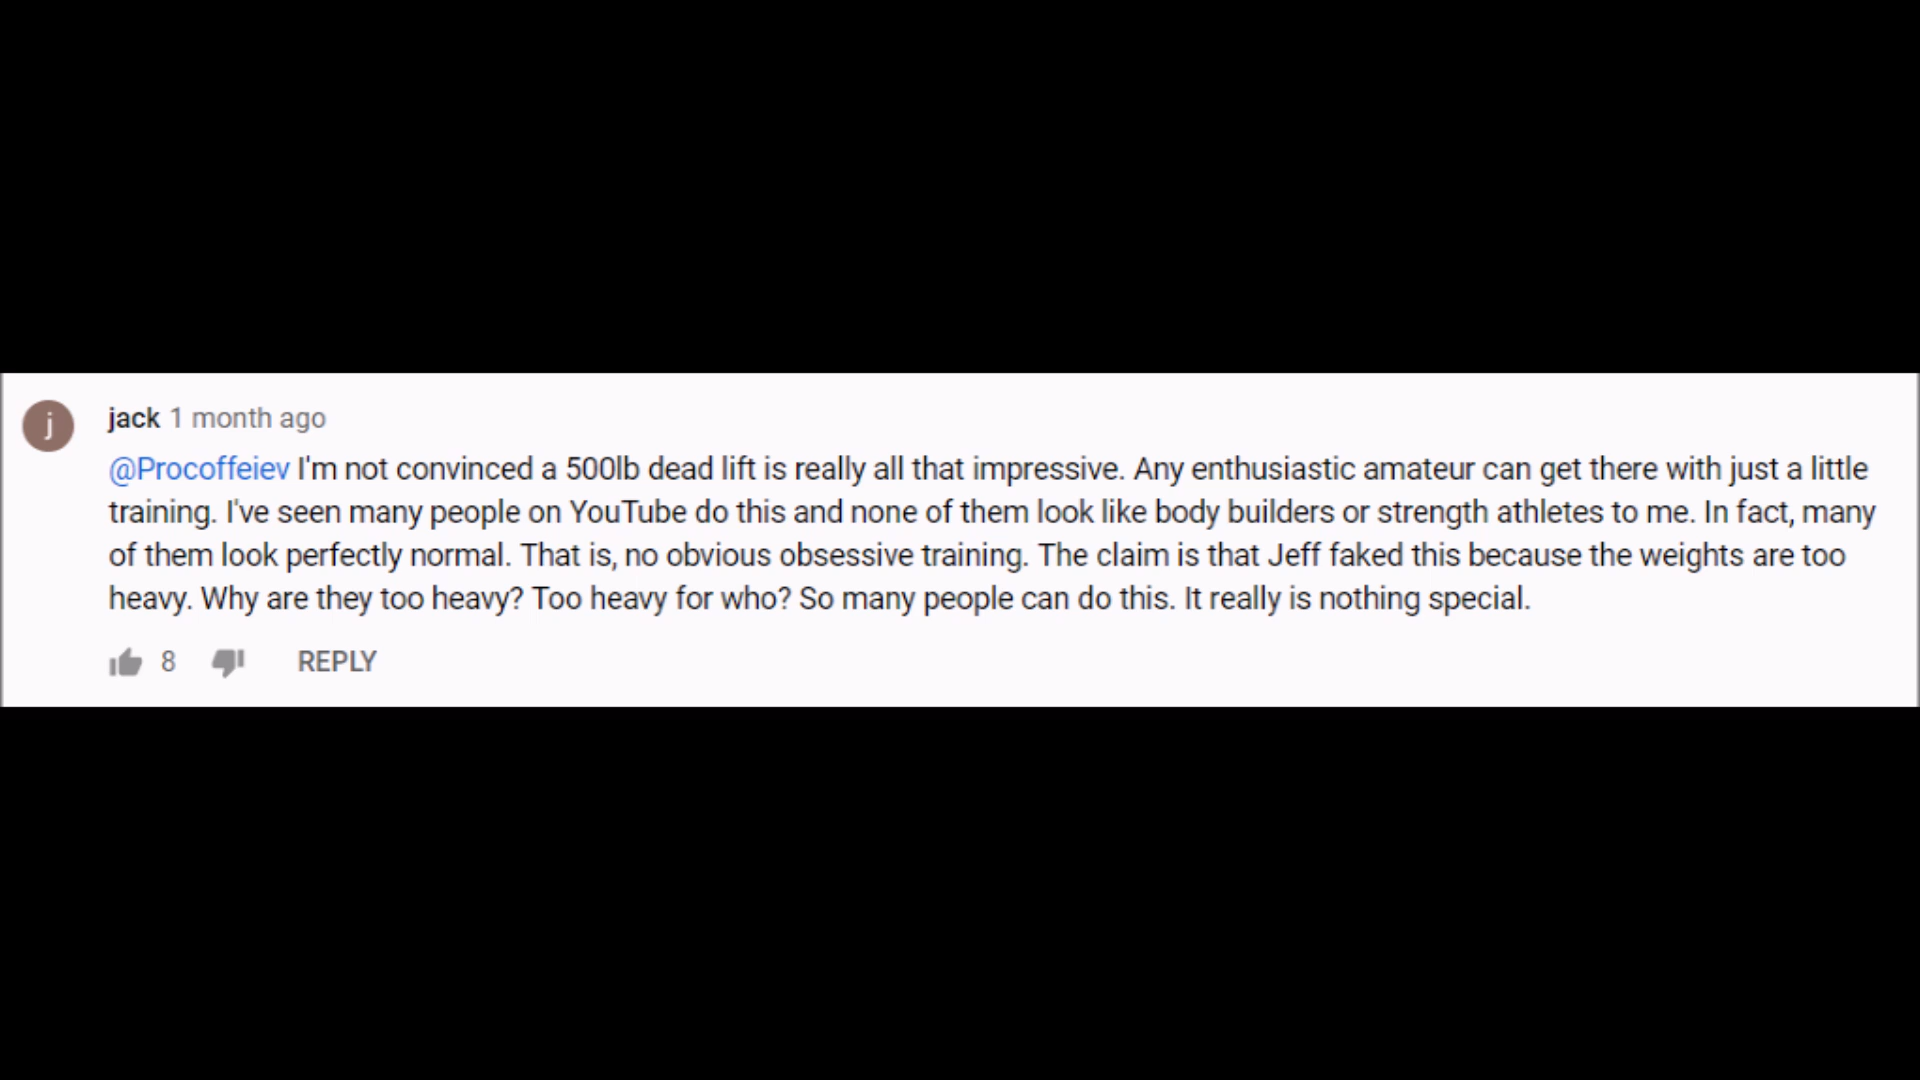 j
jack 1 month ago
@Procoffeiev I'm not convinced a 500lb dead lift is really all that impressive. Any enthusiastic amateur can get there with just a little
training. I've seen many people on YouTube do this and none of them look like body builders or strength athletes to me. In fact, many
of them look perfectly normal. That is, no obvious obsessive training. The claim is that Jeff faked this because the weights are too
heavy. Why are they too heavy? Too heavy for who? So many people can do this. It really is nothing special.
8 REPLY